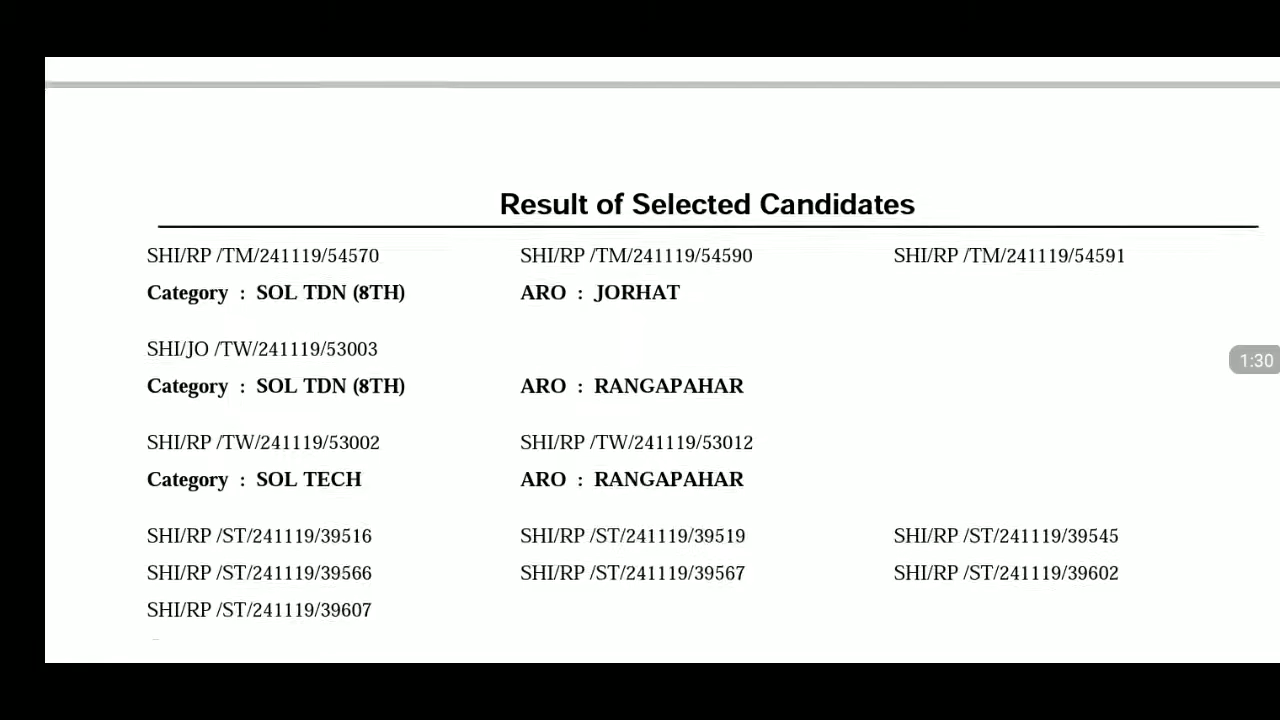 Result of Selected Candidates
SHI/RP /TM/241119/54570 SHI/RP /TM/241119/54590 SHI/RP /TM/241119/54591
Category : SOL TDN (8TH) ARO : JORHAT
SHI/JO /TW/241119/53003
Category : SOL TDN (8TH) ARO : RANGAPAHAR
1:30
SHI/RP /TW/241119/53002 SHI/RP /TW/241119/53012
Category : SOL TECH ARO : RANGAPAHAR
SHI/RP /ST/241119/39516 SHI/RP /ST/241119/39519 SHI/RP /ST/241119/39545
SHI/RP /ST/241119/39566 SHI/RP /ST/241119/39567 SHI/RP /ST/241119/39602
SHI/RP /ST/241119/39607